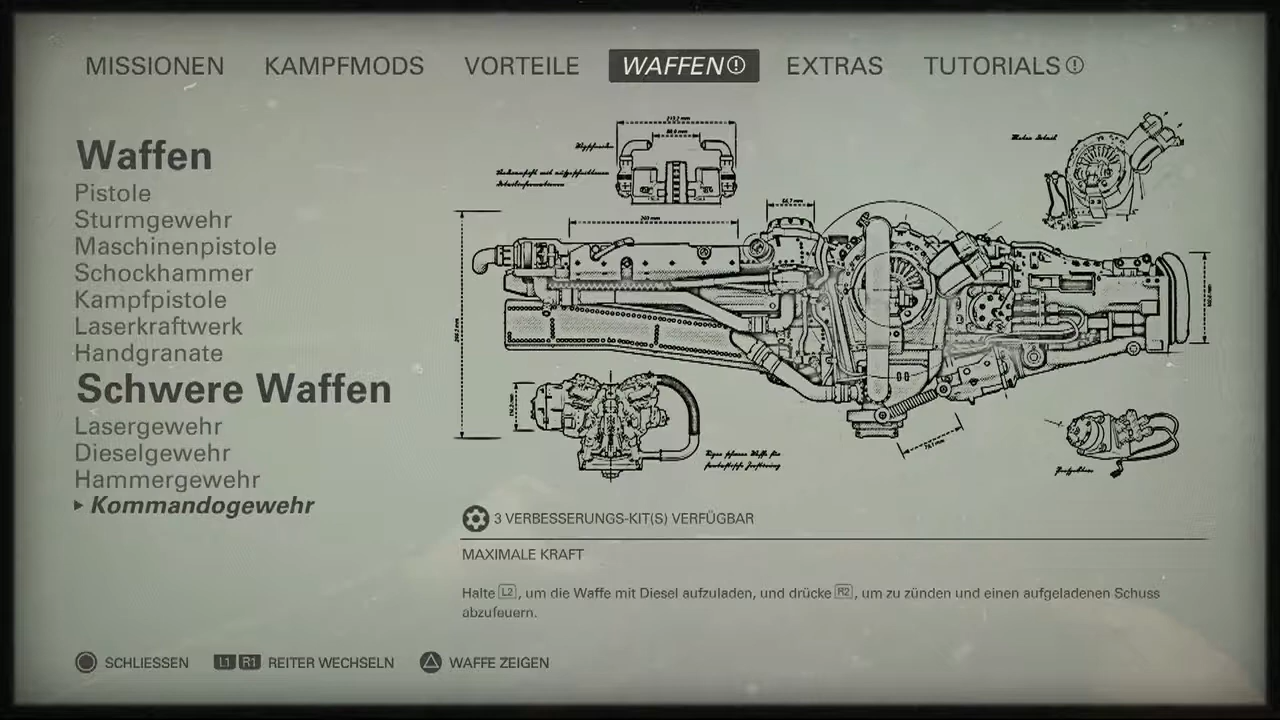 MISSIONEN KAMPFMODS VORTEILE WAFFEN EXTRAS TUTORIALS
Waffen
Pistole
Sturmgewehr
Maschinenpistole
Schockhammer
Kampfpistole
Laserkraftwerk
Handgranate
Schwere Waffen
Lasergewehr
Dieselgewehr
Hammergewehr
Kommandogewehr
3 VERBESSERUNGS-KIT(S) VERFÜGBAR
MAXIMALE KRAFT
Halte L2, um die Waffe mit Diesel aufzuladen, und drücke R2, um zu zünden und einen aufgeladenen Schuss
abzufeuern.
SCHLIESSEN L1 R1 REITER WECHSELN WAFFE ZEIGEN